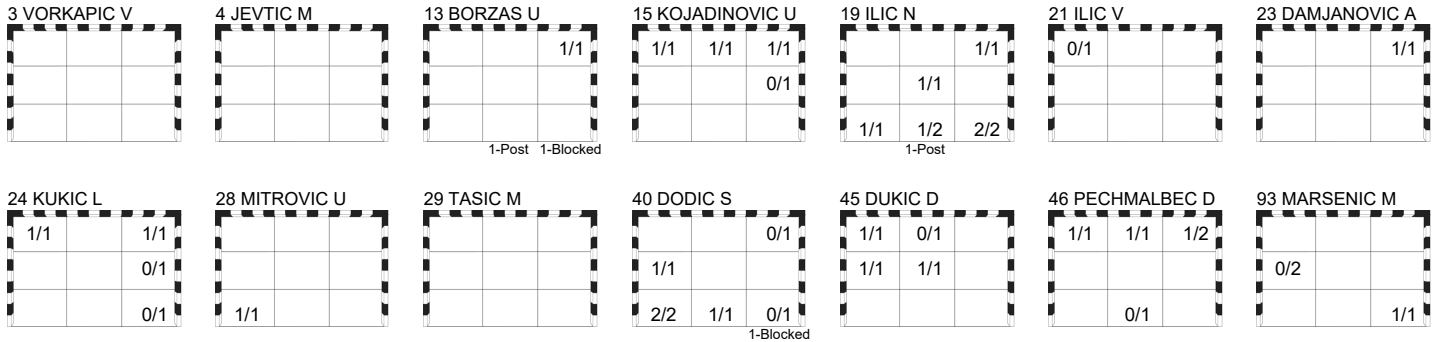 3 VORKAPIC V 4 JEVTIC M 13 BORZAS U 15 KOJADINOVIC U 19 ILIC N 21 ILIC V 23 DAMJANOVIC A
1/1 1/1 1/1 1/1 1/1 0/1 1/1
0/1 1/1
1/1 1/2 2/2
1-Post 1-Blocked 1-Post
24 KUKIC L 28 MITROVIC U 29 TASIC M 40 DODIC S 45 DUKIC D 46 PECHMALBEC D 93 MARSENIC M
1/1 1/1 0/1 1/1 0/1 1/1 1/1 1/2
0/1 1/1 1/1 1/1 0/2
0/1 1/1 2/2 1/1 0/1 0/1 1/1
1-Blocked